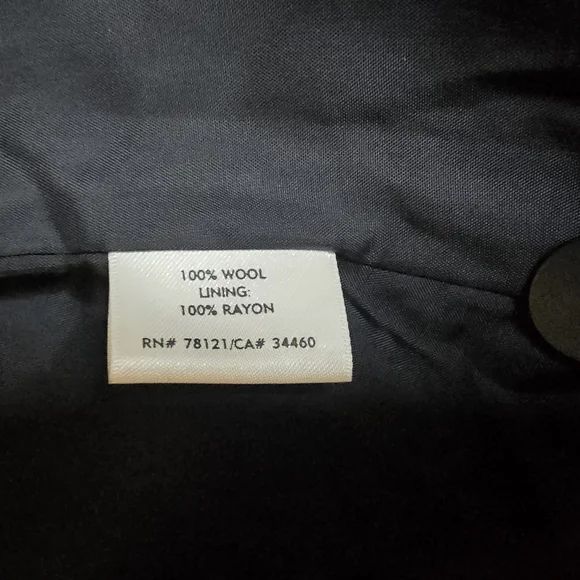 100% WOOL
LINING:
100% RAYON
RN# 78121/CA# 34460